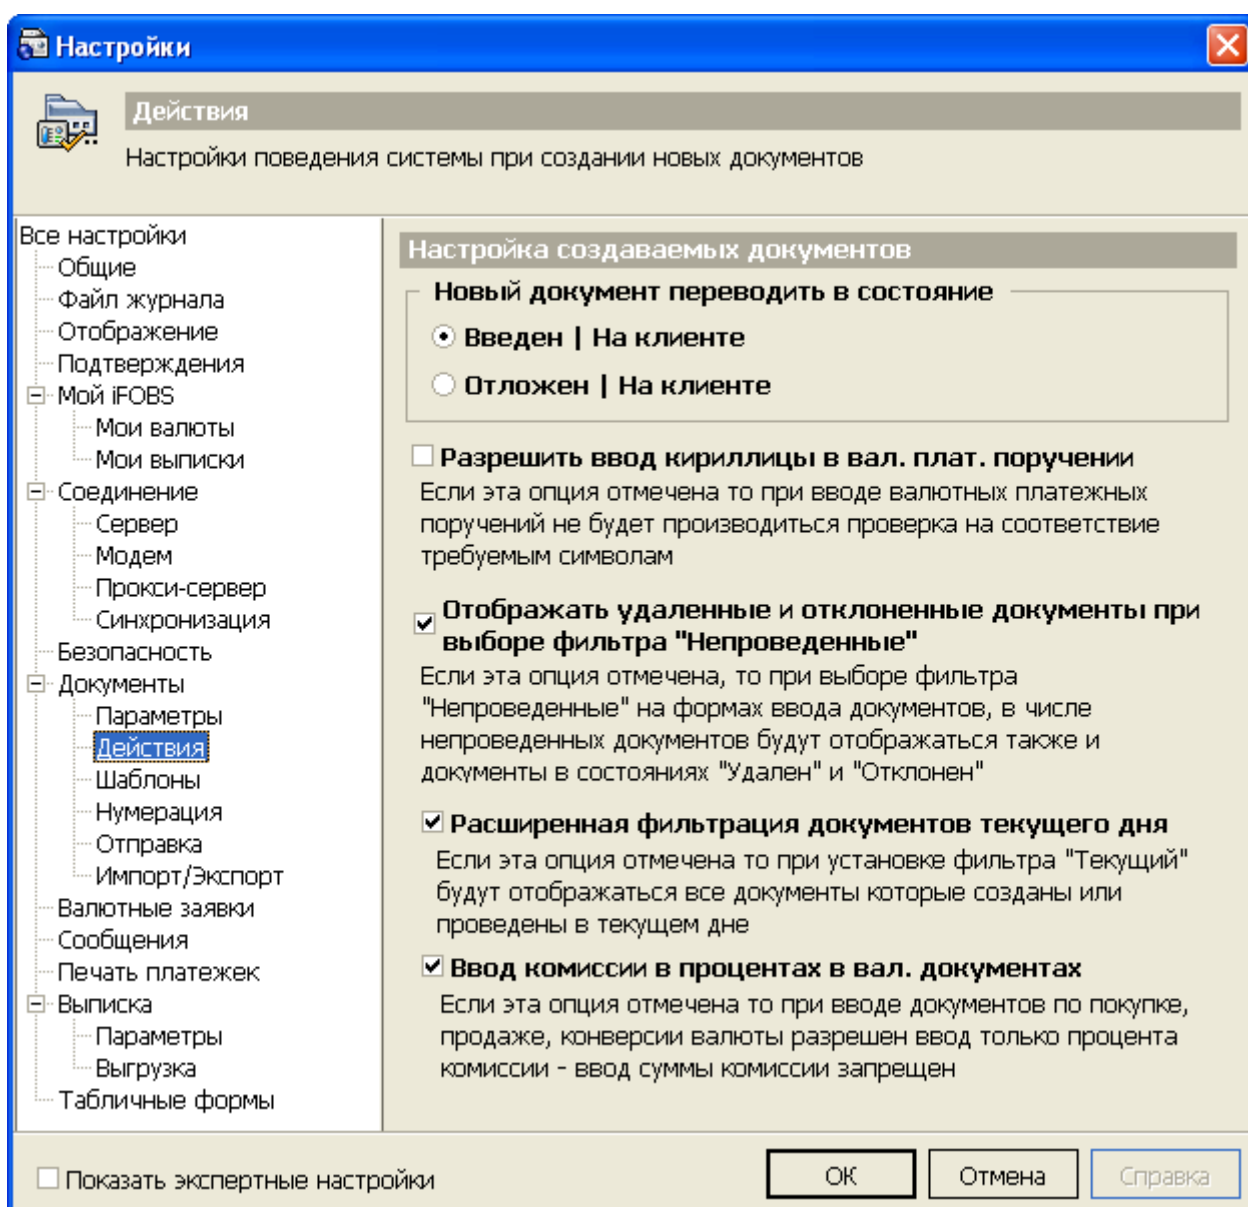 Настройки
Действия
Настройки поведения системы при создании новых документов
Все настройки
Общие
Файл журнала
Отображение
Подтверждения
Мой iFOBS
Мои валюты
Мои выписки
Соединение
Сервер
Модем
Прокси-сервер
Синхронизация
Безопасность
Документы
Параметры
Действия
Шаблоны
Нумерация
Отправка
Импорт/Экспорт
Валютные заявки
Сообщения
Печать платежек
Выписка
Параметры
Выгрузка
Табличные формы
Настройка создаваемых документов
Новый документ переводить в состояние
Введен | На клиенте
Отложен | На клиенте
Разрешить ввод кириллицы в вал. плат. поручении
Если эта опция отмечена то при вводе валютных платежных
поручений не будет производиться проверка на соответствие
требуемым символам
Отображать удаленные и отклоненные документы при
выборе фильтра "Непроведенные"
Если эта опция отмечена, то при выборе фильтра
"Непроведенные" на формах ввода документов, в числе
непроведенных документов будут отображаться также и
документы в состояниях "Удален" и "Отклонен"
Расширенная фильтрация документов текущего дня
Если эта опция отмечена то при установке фильтра "Текущий"
будут отображаться все документы которые созданы или
проведены в текущем дне
Ввод комиссии в процентах в вал. документах
Если эта опция отмечена то при вводе документов по покупке,
продаже, конверсии валюты разрешен ввод только процента
комиссии - ввод суммы комиссии запрещен
Показать экспертные настройки
ОК
Отмена
Справка